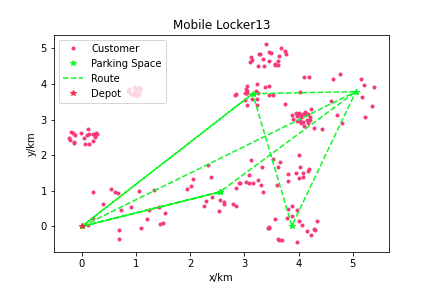 Mobile Locker13
Customer
Parking Space
Route
Depot
y/km
5
4
3
2
1
0
0 1 2 3 4 5
x/km